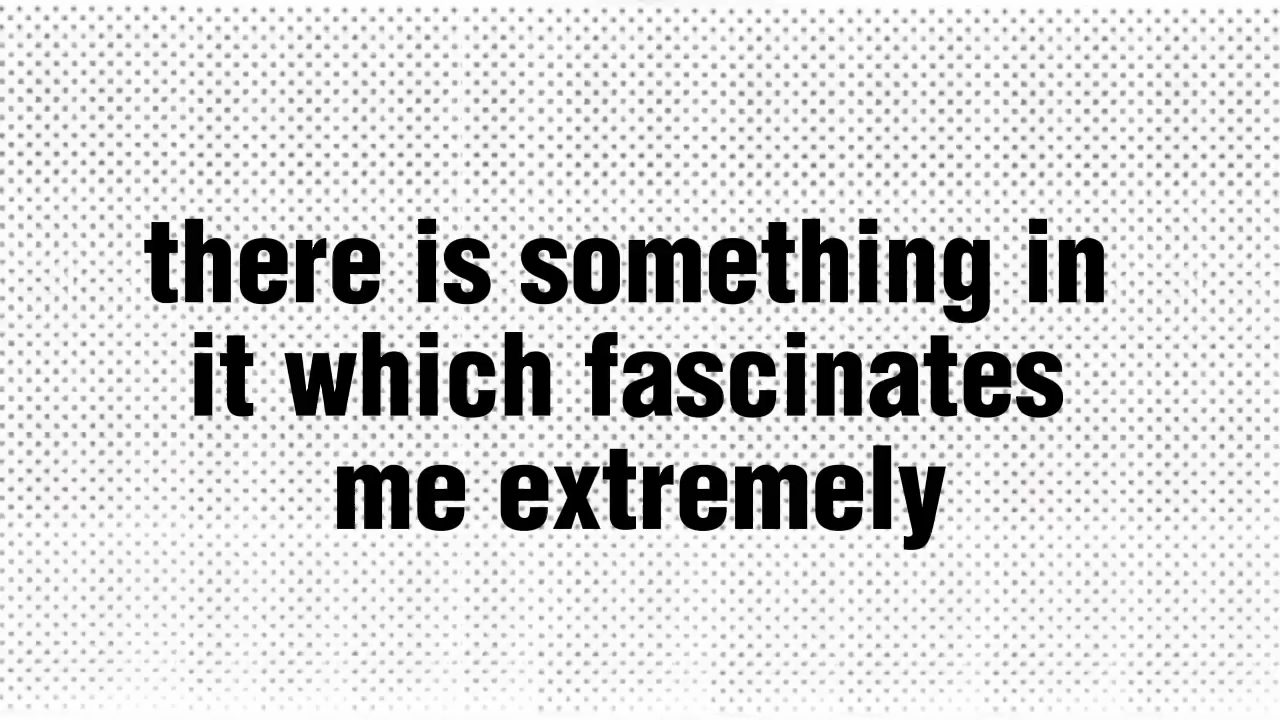 there is something in
it which fascinates
me extremely